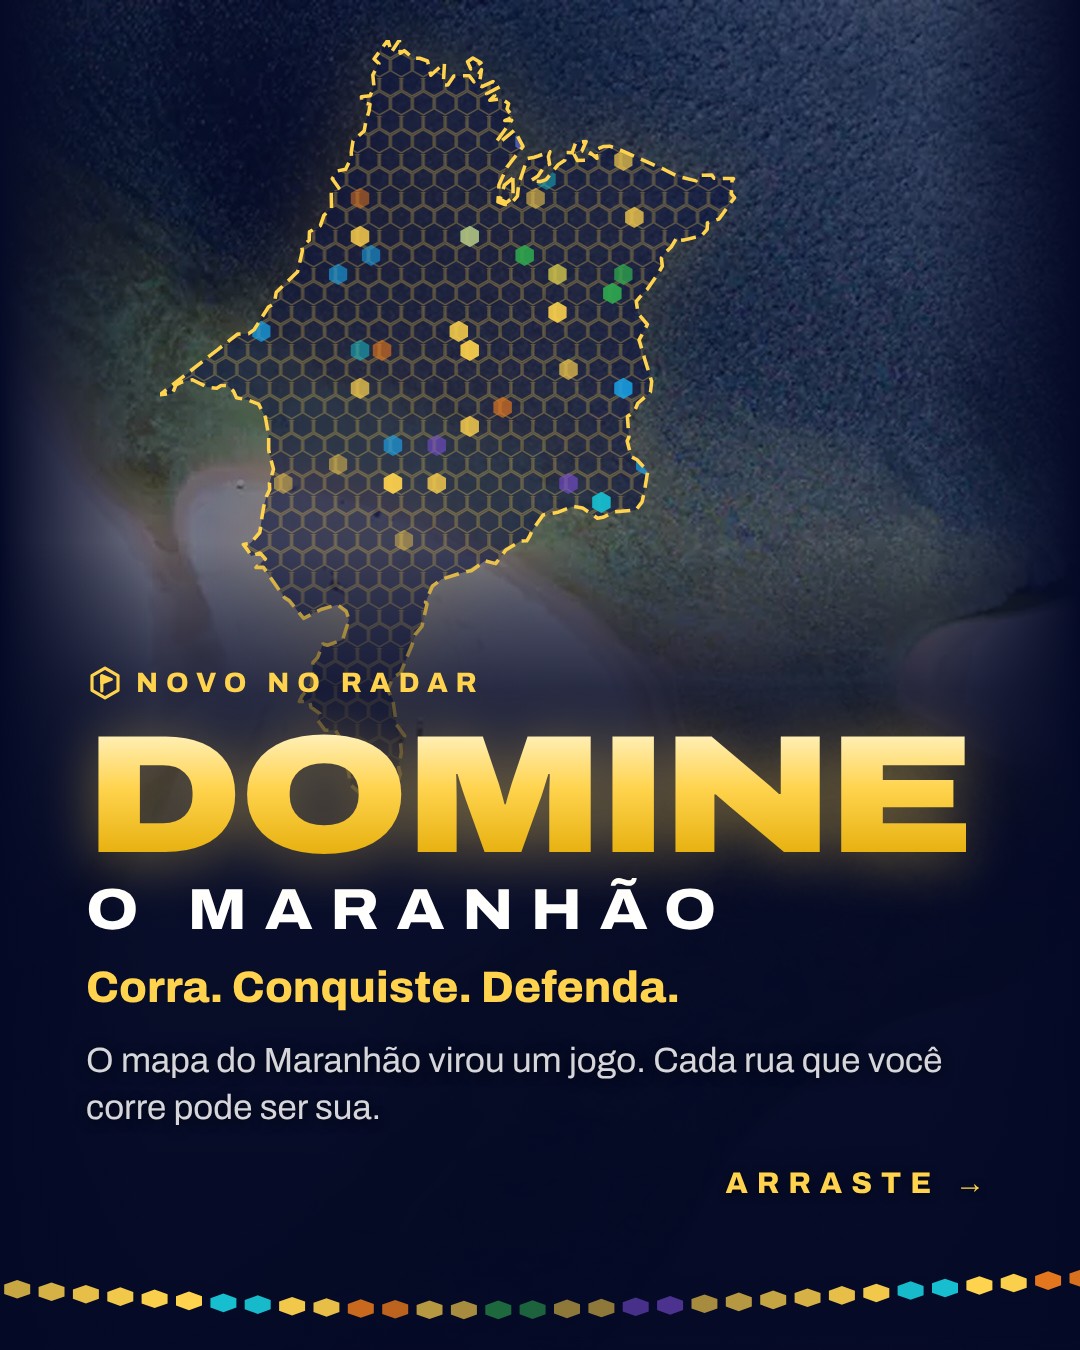 NOVO NO RADAR
DOMINE
O MARANHÃO
Corra. Conquiste. Defenda.
O mapa do Maranhão virou um jogo. Cada rua que você
corre pode ser sua.
ARRASTE →